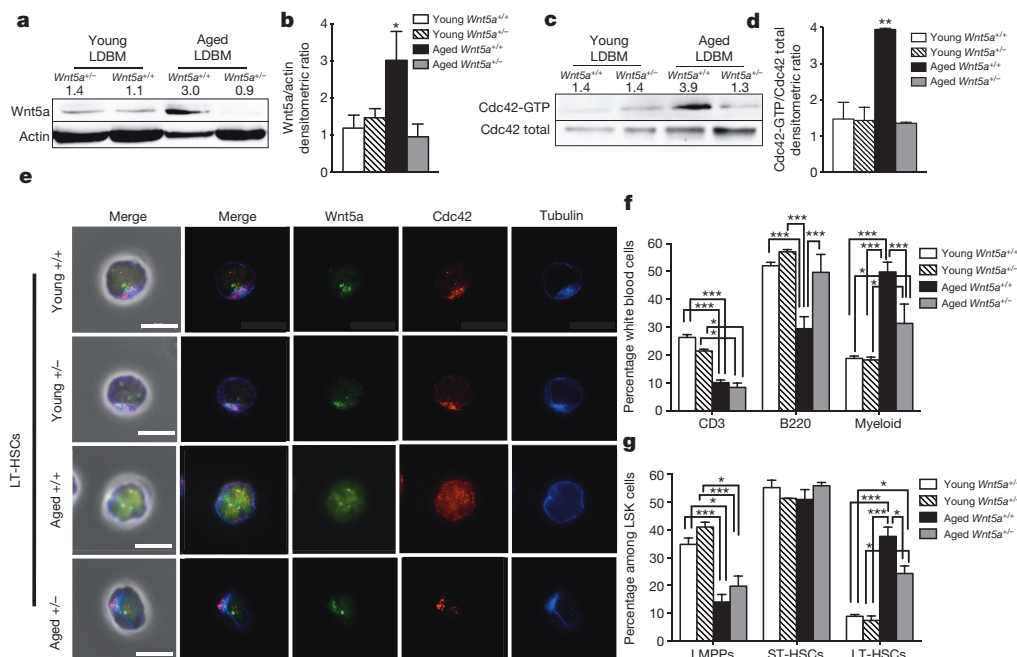 a
Young LDBM
Aged LDBM
Wnt5a+/− Wnt5a+/+ Wnt5a+/+ Wnt5a+/−
1.4 1.1 3.0 0.9
Wnt5a
Actin
b
Wnt5a/actin densitometric ratio
4
3
2
1
0
*
Young Wnt5a+/+
Young Wnt5a+/−
Aged Wnt5a+/+
Aged Wnt5a+/−
c
Young LDBM
Aged LDBM
Wnt5a+/+ Wnt5a+/− Wnt5a+/+ Wnt5a+/−
1.4 1.4 3.9 1.3
Cdc42-GTP
Cdc42 total
d
Cdc42-GTP/Cdc42 total densitometric ratio
4
2
0
**
Young Wnt5a+/+
Young Wnt5a+/−
Aged Wnt5a+/+
Aged Wnt5a+/−
e
Merge Merge Wnt5a Cdc42 Tubulin
LT-HSCs
Young +/+
Young +/−
Aged +/+
Aged +/−
f
Percentage white blood cells
60
50
40
30
20
10
0
*** *** * *
*** *** ***
*** *** *** * *
CD3 B220 Myeloid
Young Wnt5a+/+
Young Wnt5a+/−
Aged Wnt5a+/+
Aged Wnt5a+/−
g
Percentage among LSK cells
60
50
40
30
20
10
0
* *** * ***
* *** *** * *
LMPPs ST-HSCs LT-HSCs
Young Wnt5a+/
Young Wnt5a+/
Aged Wnt5a+/+
Aged Wnt5a+/−